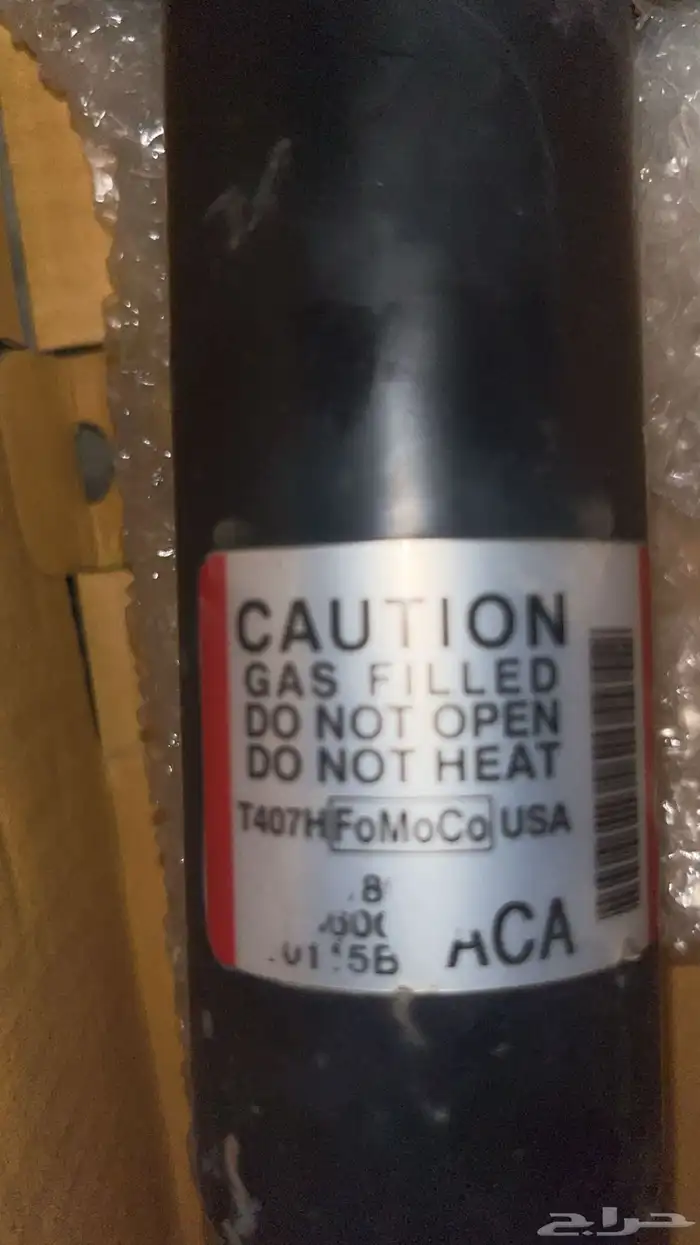 CAUTION
GAS FILLED
DO NOT OPEN
DO NOT HEAT
T407H FoMoCo USA
ACA
حراج